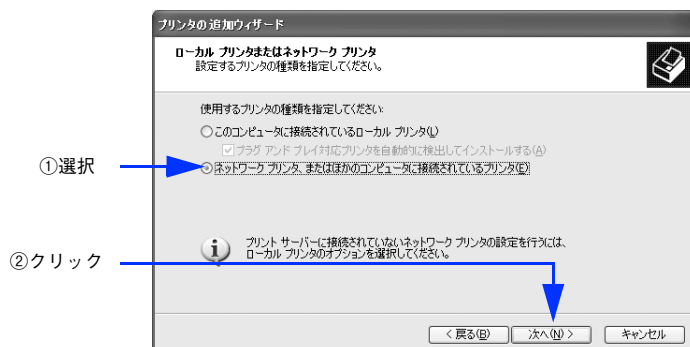 プリンタの追加ウィザード
ローカル プリンタまたはネットワーク プリンタ
設定するプリンタの種類を指定してください。
使用するプリンタの種類を指定してください:
このコンピュータに接続されているローカル プリンタ(L)
プラグ アンド プレイ対応プリンタを自動的に検出してインストールする(A)
①選択
ネットワーク プリンタ、またはほかのコンピュータに接続されているプリンタ(E)
プリント サーバーに接続されていないネットワーク プリンタの設定を行うには、
ローカル プリンタのオプションを選択してください。
②クリック
< 戻る(B) 次へ(N) > キャンセル